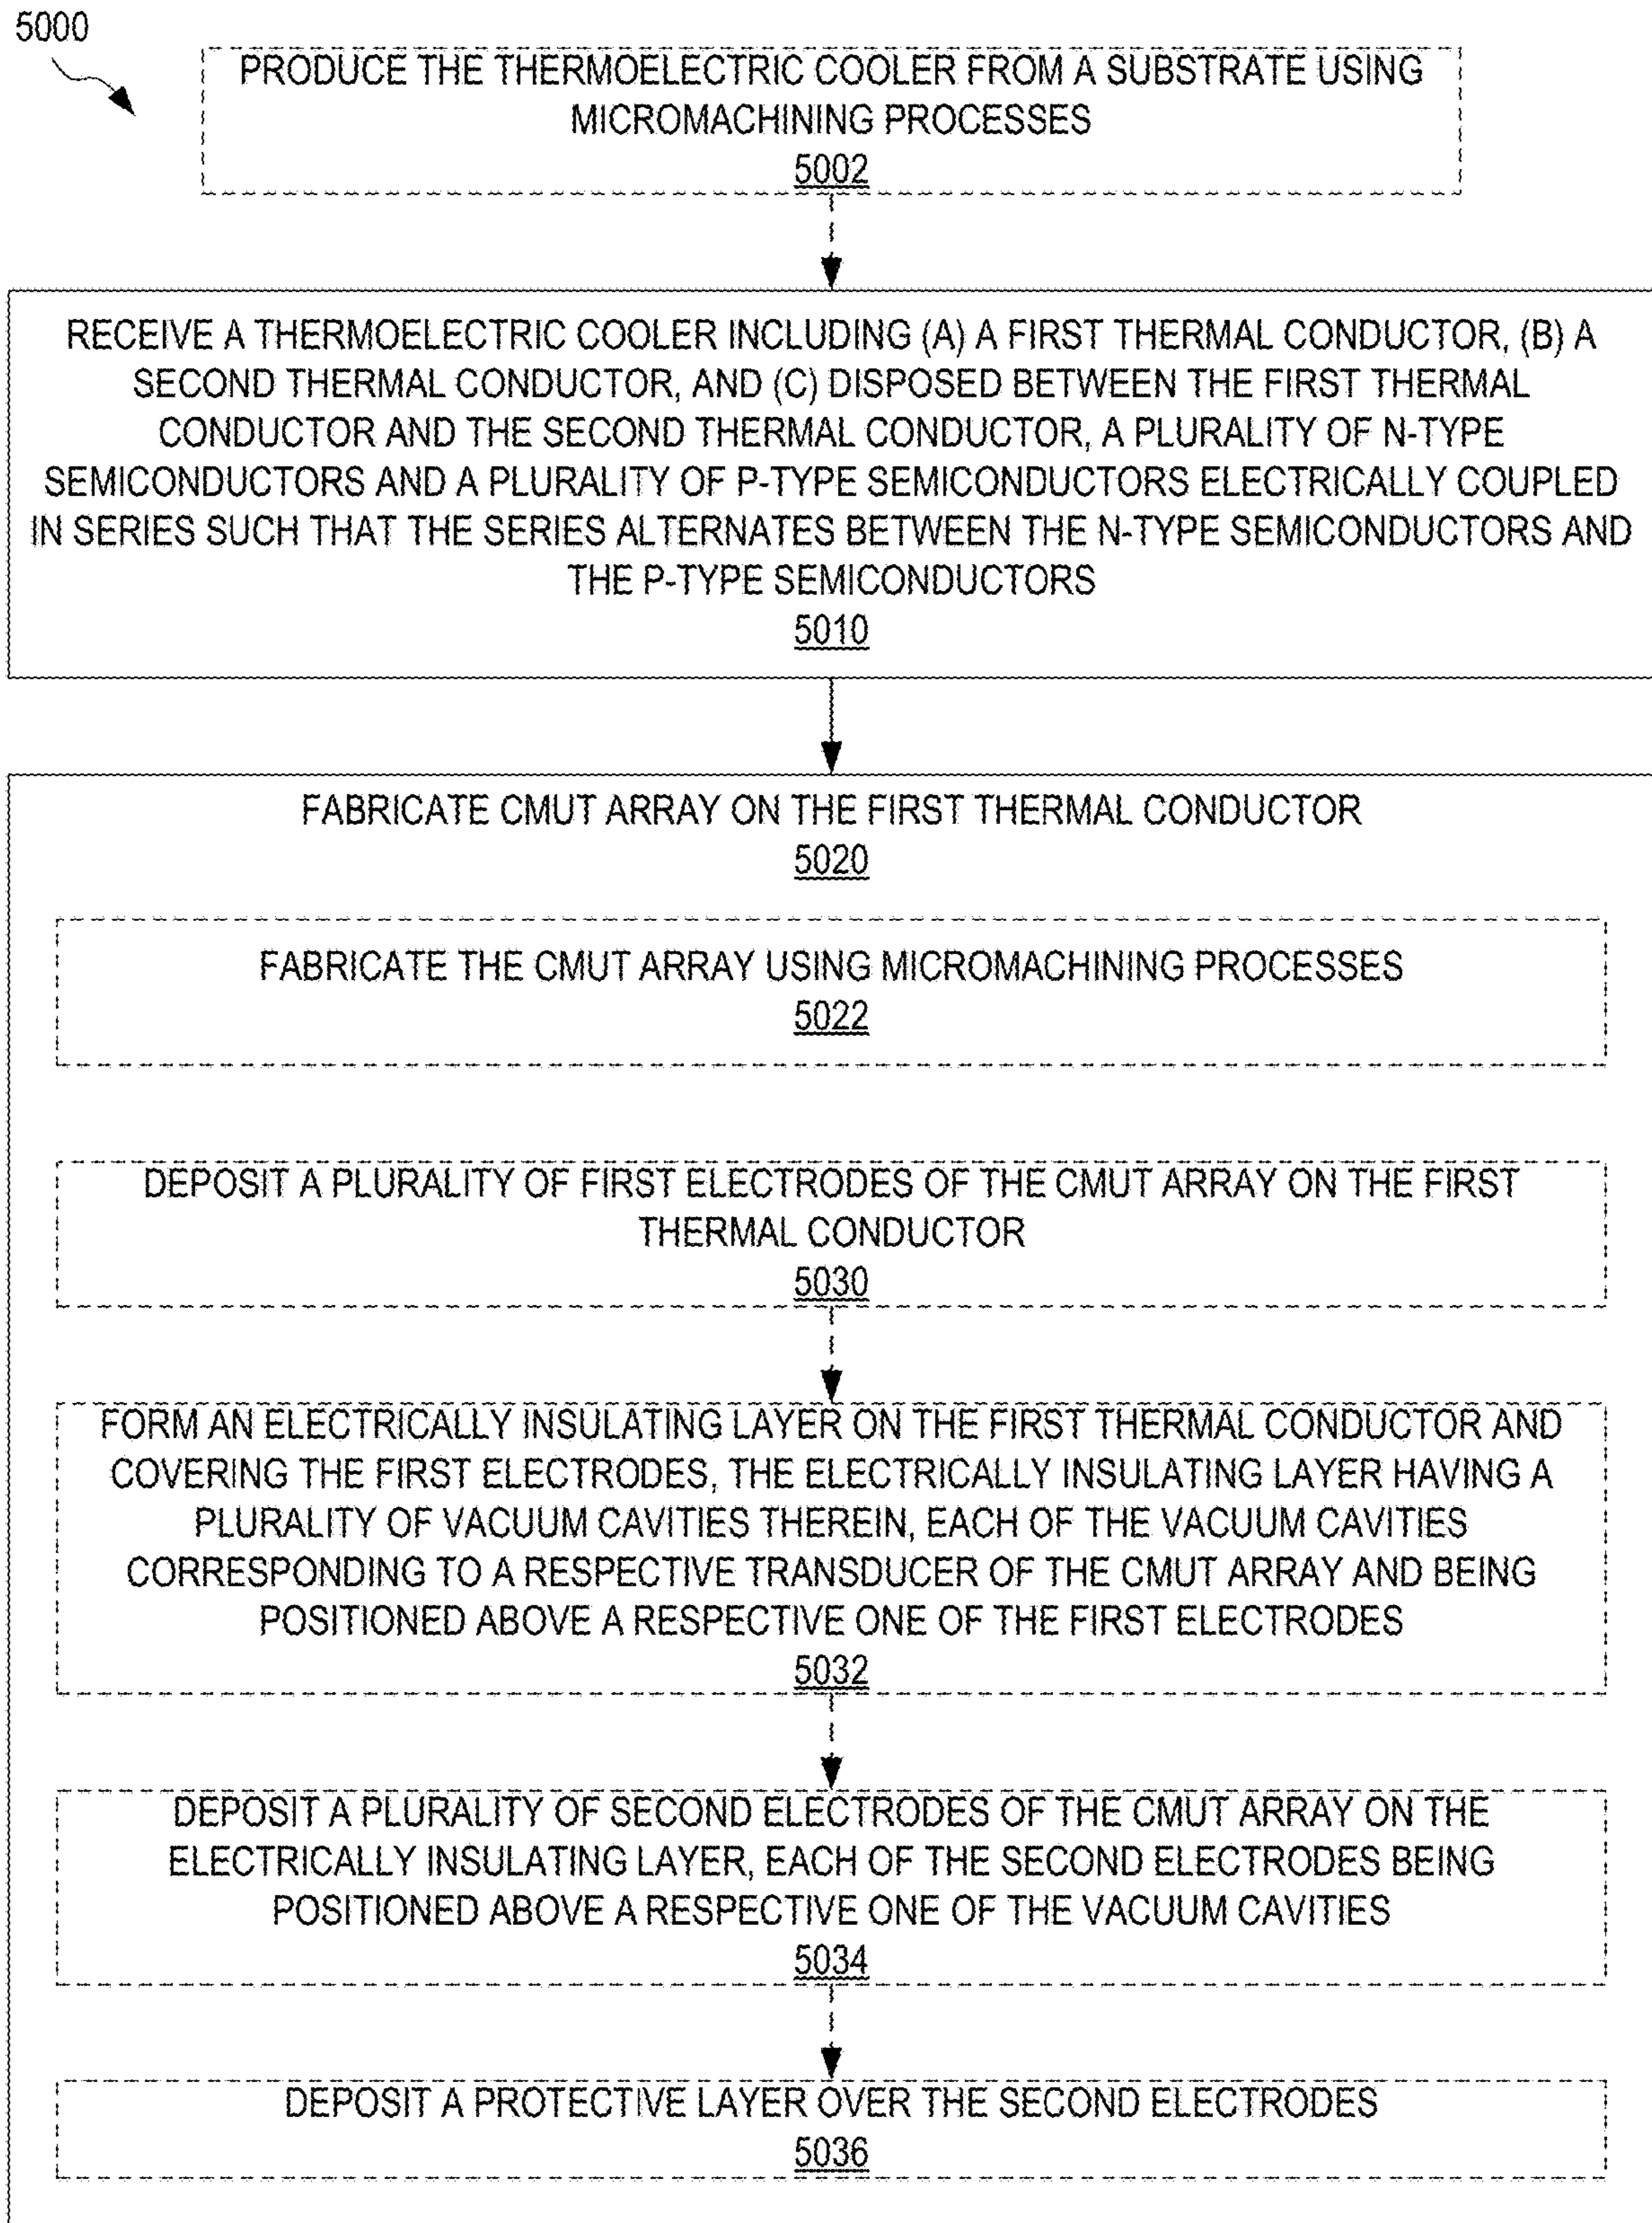 5000
PRODUCE THE THERMOELECTRIC COOLER FROM A SUBSTRATE USING
MICROMACHINING PROCESSES
5002
RECEIVE A THERMOELECTRIC COOLER INCLUDING (A) A FIRST THERMAL CONDUCTOR, (B) A
SECOND THERMAL CONDUCTOR, AND (C) DISPOSED BETWEEN THE FIRST THERMAL
CONDUCTOR AND THE SECOND THERMAL CONDUCTOR, A PLURALITY OF N-TYPE
SEMICONDUCTORS AND A PLURALITY OF P-TYPE SEMICONDUCTORS ELECTRICALLY COUPLED
IN SERIES SUCH THAT THE SERIES ALTERNATES BETWEEN THE N-TYPE SEMICONDUCTORS AND
THE P-TYPE SEMICONDUCTORS
5010
FABRICATE CMUT ARRAY ON THE FIRST THERMAL CONDUCTOR
5020
FABRICATE THE CMUT ARRAY USING MICROMACHINING PROCESSES
5022
DEPOSIT A PLURALITY OF FIRST ELECTRODES OF THE CMUT ARRAY ON THE FIRST
THERMAL CONDUCTOR
5030
FORM AN ELECTRICALLY INSULATING LAYER ON THE FIRST THERMAL CONDUCTOR AND
COVERING THE FIRST ELECTRODES, THE ELECTRICALLY INSULATING LAYER HAVING A
PLURALITY OF VACUUM CAVITIES THEREIN, EACH OF THE VACUUM CAVITIES
CORRESPONDING TO A RESPECTIVE TRANSDUCER OF THE CMUT ARRAY AND BEING
POSITIONED ABOVE A RESPECTIVE ONE OF THE FIRST ELECTRODES
5032
DEPOSIT A PLURALITY OF SECOND ELECTRODES OF THE CMUT ARRAY ON THE
ELECTRICALLY INSULATING LAYER, EACH OF THE SECOND ELECTRODES BEING
POSITIONED ABOVE A RESPECTIVE ONE OF THE VACUUM CAVITIES
5034
DEPOSIT A PROTECTIVE LAYER OVER THE SECOND ELECTRODES
5036